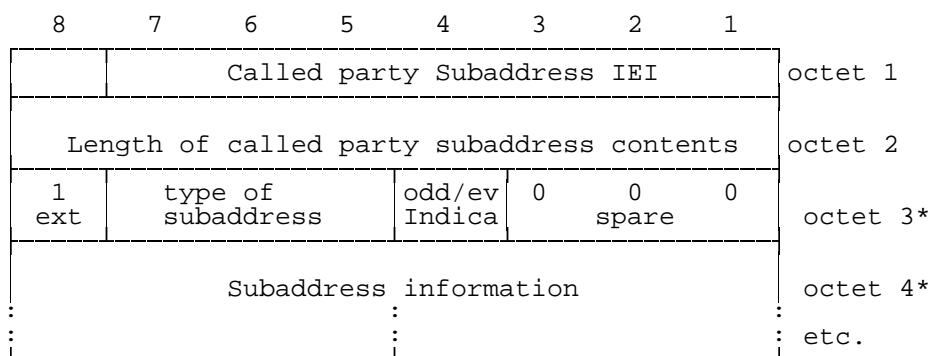 8 7 6 5 4 3 2 1
Called party Subaddress IEI octet 1
Length of called party subaddress contents octet 2
1 type of odd/ev 0 0 0
ext subaddress Indica spare octet 3*
Subaddress information octet 4*
: : :
: : : etc.